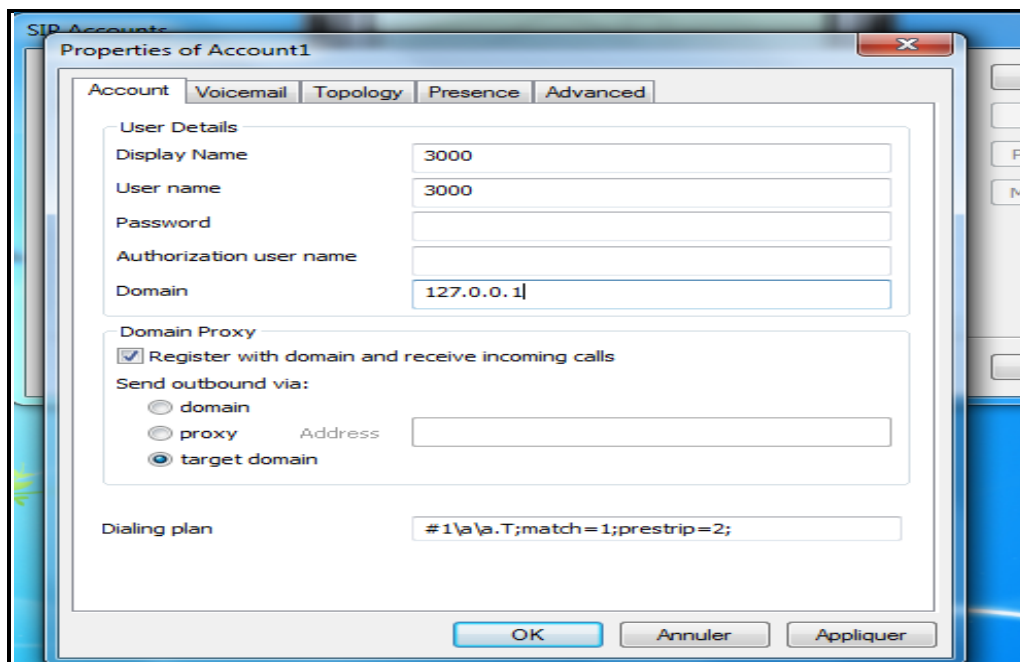 SIP Accounts
Properties of Account1
Account Voicemail Topology Presence Advanced
User Details
Display Name 3000
User name 3000
Password
Authorization user name
Domain 127.0.0.1
Domain Proxy
Register with domain and receive incoming calls
Send outbound via:
domain
proxy Address
target domain
Dialing plan #1\a\a.T;match=1;prestrip=2;
OK Annuler Appliquer